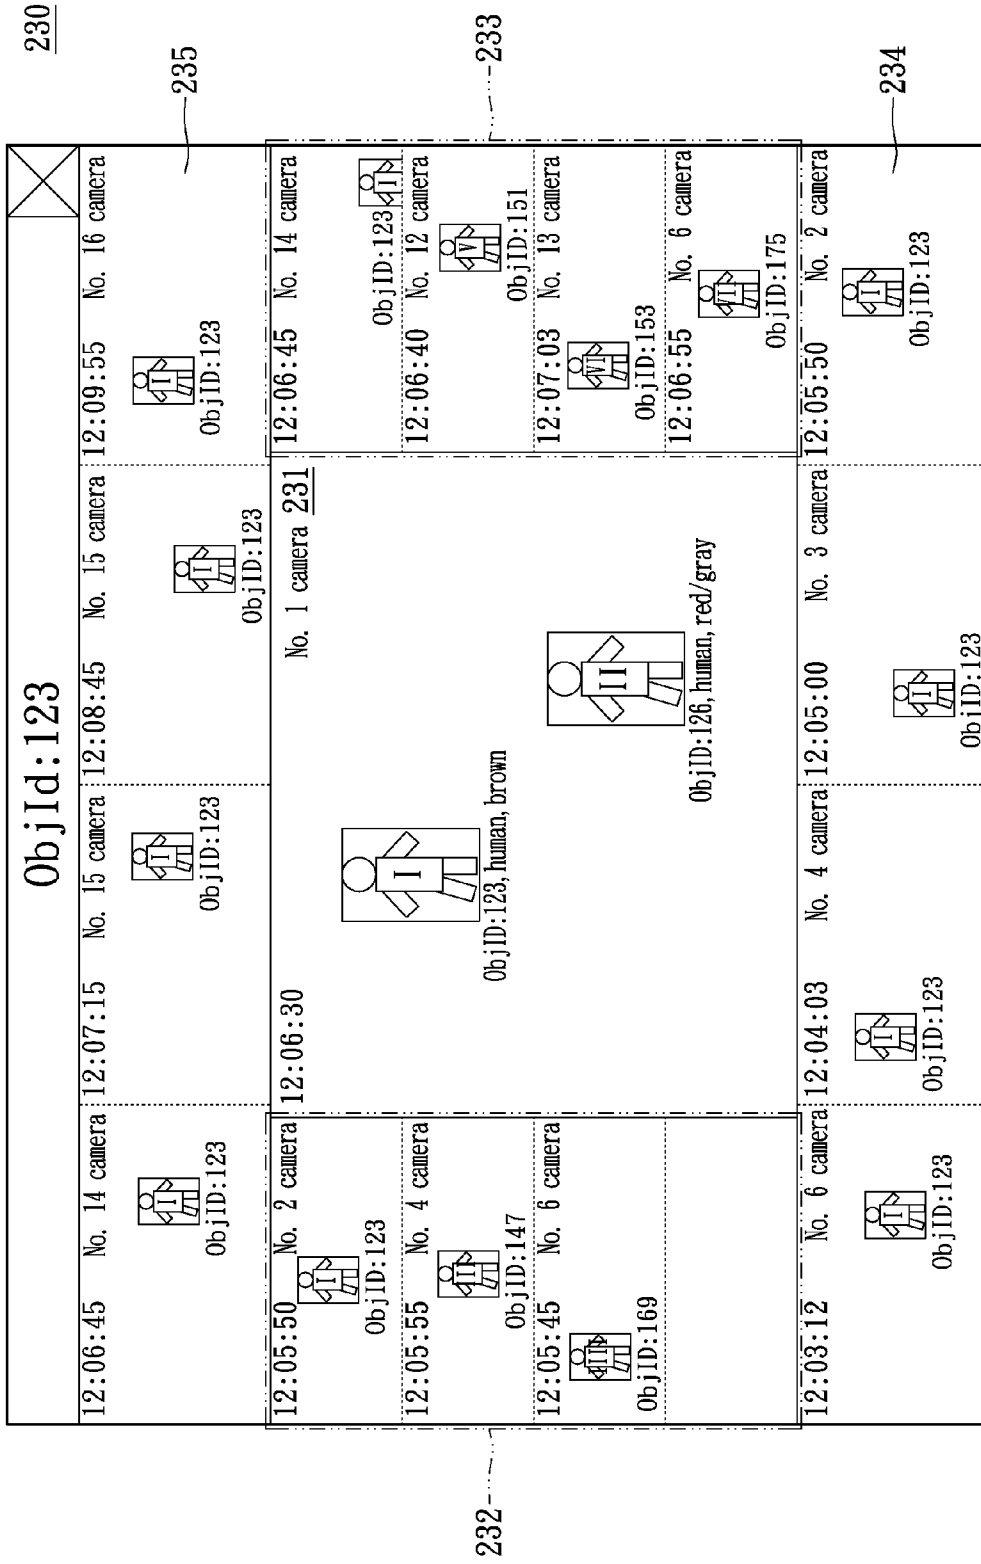 230
ObjId:123
12:06:45 No. 14 camera
I
ObjID:123
12:07:15 No. 15 camera
I
ObjID:123
12:08:45 No. 15 camera
I
ObjID:123
12:09:55 No. 16 camera
I
ObjID:123
235
12:05:50 No. 2 camera
I
ObjID:123
12:05:55 No. 4 camera
III
ObjID:147
12:05:45 No. 6 camera
IIII
ObjID:169
232
12:06:30 No. 1 camera 231
I
ObjID:123, human, brown
II
ObjID:126, human, red/gray
12:06:45 No. 14 camera
I
ObjID:123
12:06:40 No. 12 camera
V
ObjID:151
12:07:03 No. 13 camera
VI
ObjID:153
12:06:55 No. 6 camera
VII
ObjID:175
233
12:03:12 No. 6 camera
I
ObjID:123
12:04:03 No. 4 camera
I
ObjID:123
12:05:00 No. 3 camera
I
ObjID:123
12:05:50 No. 2 camera
I
ObjID:123
234